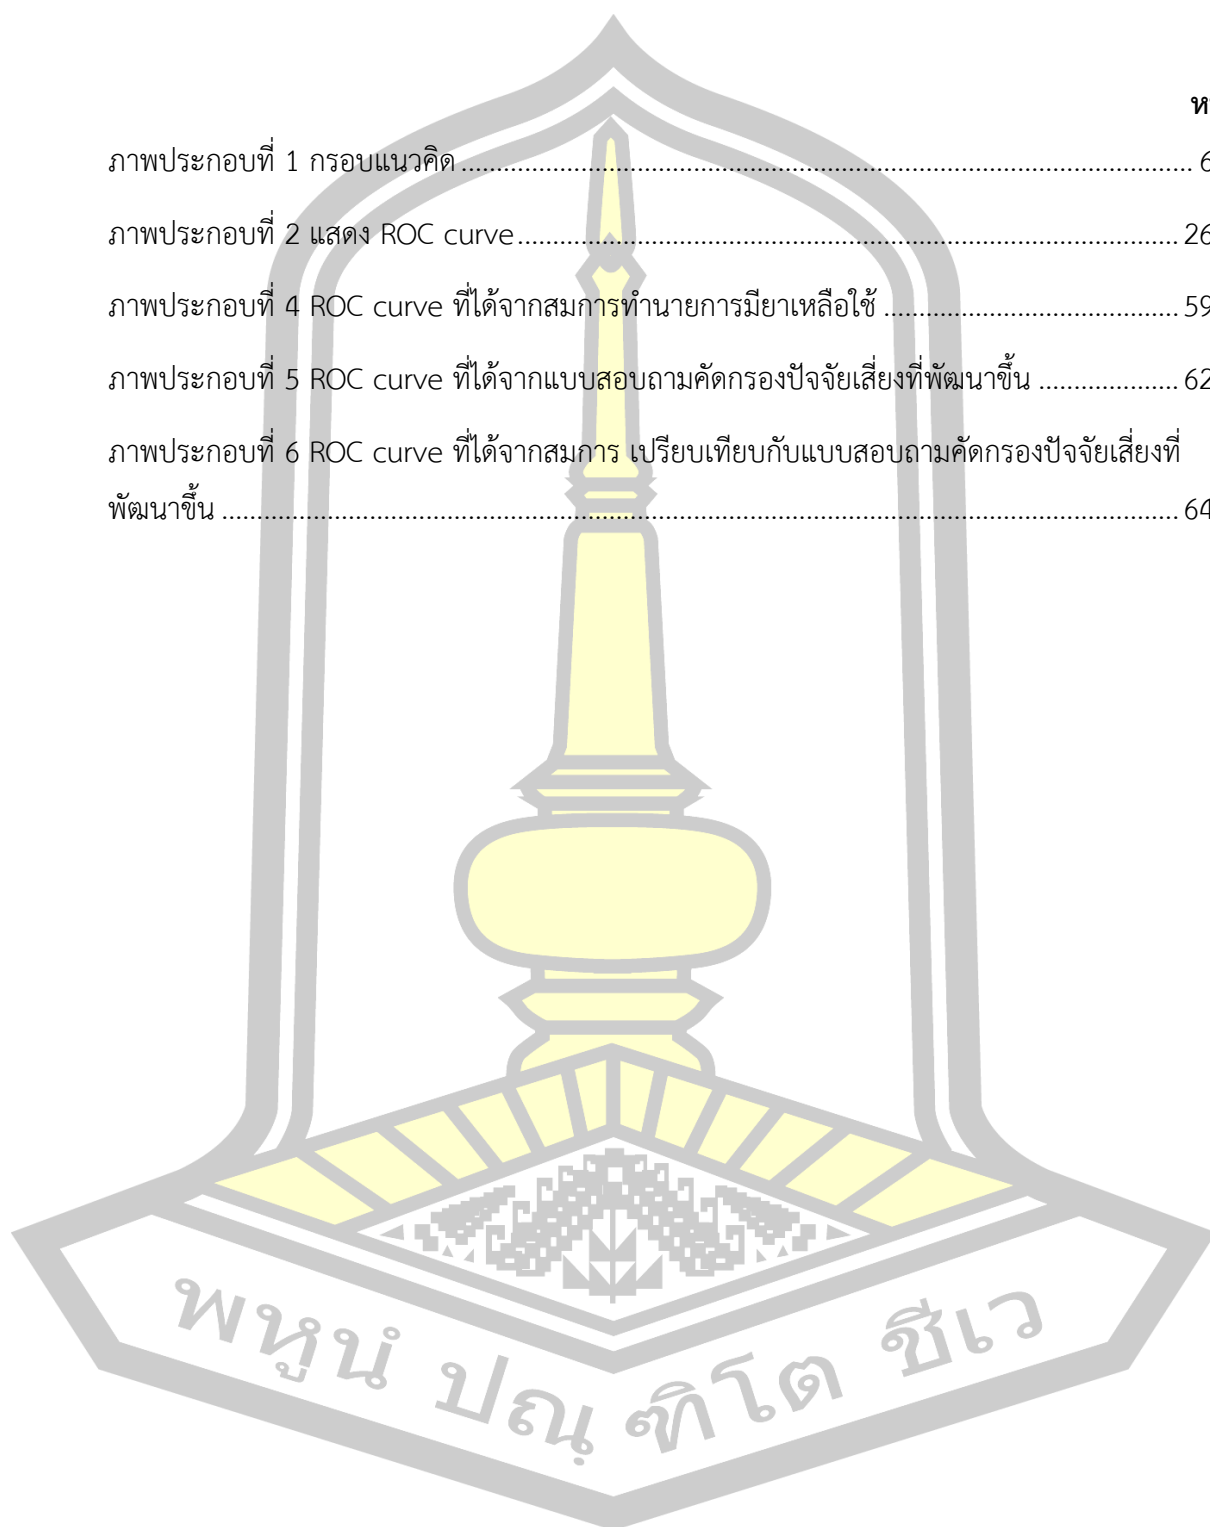 ภาพประกอบที่ 1 กรอบแนวคิด ........................................................................................................ 6
ภาพประกอบที่ 2 แสดง ROC curve ............................................................................................... 26
ภาพประกอบที่ 4 ROC curve ที่ได้จากสมการทำนายการมียาเหลือใช้ .......................................... 59
ภาพประกอบที่ 5 ROC curve ที่ได้จากแบบสอบถามคัดกรองปัจจัยเสี่ยงที่พัฒนาขึ้น .................... 62
ภาพประกอบที่ 6 ROC curve ที่ได้จากสมการ เปรียบเทียบกับแบบสอบถามคัดกรองปัจจัยเสี่ยงที่
พัฒนาขึ้น ........................................................................................................................................ 64
พหูนํ ปณฺฑิโต ชีเว